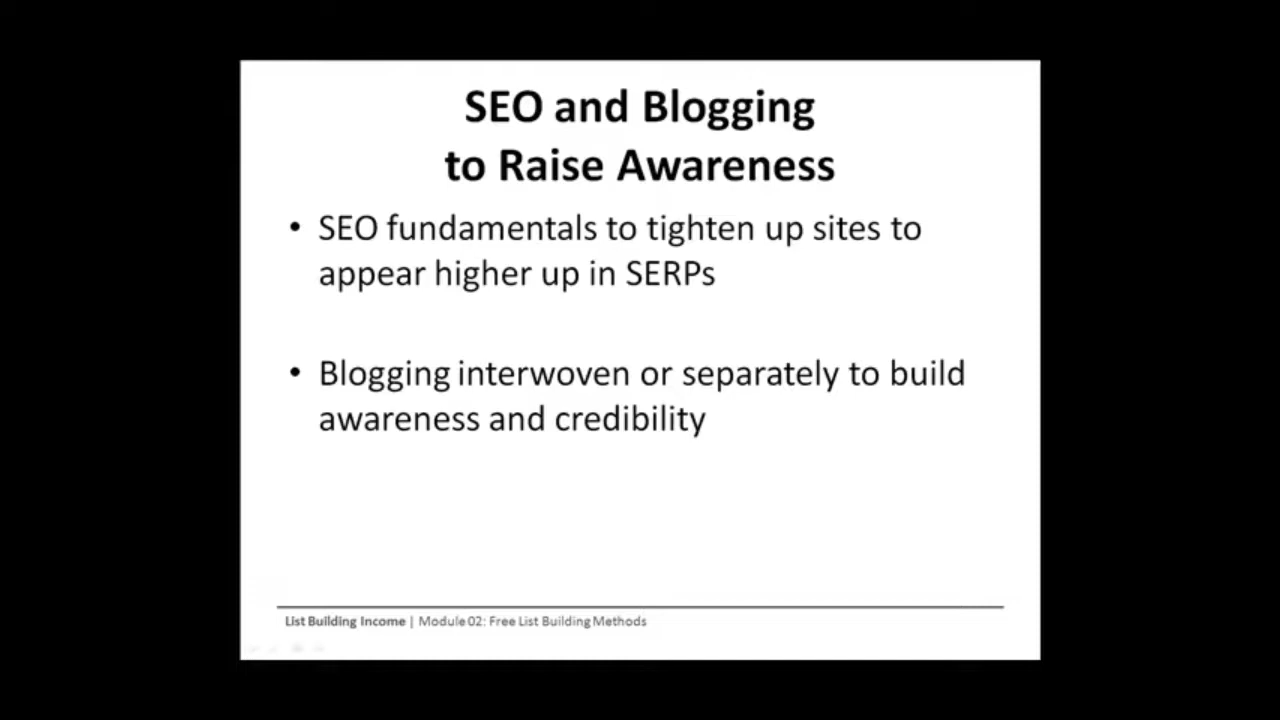 SEO and Blogging
to Raise Awareness
• SEO fundamentals to tighten up sites to
appear higher up in SERPs
• Blogging interwoven or separately to build
awareness and credibility
List Building Income | Module 02: Free List Building Methods